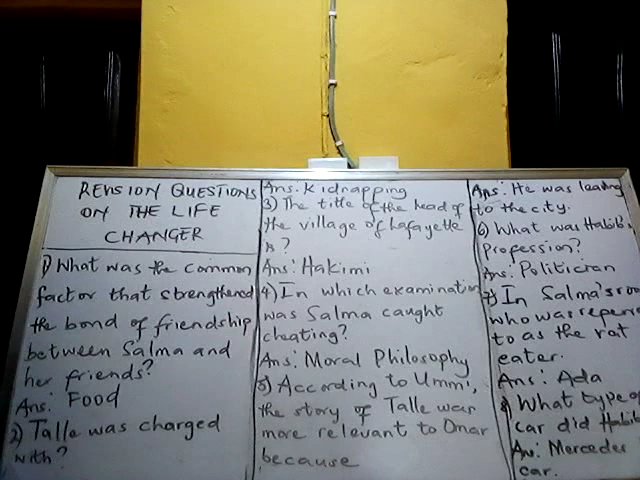 REVISION QUESTIONS
ON THE LIFE
CHANGER
1) What was the common
factor that strengthened
the bond of friendship
between Salma and
her friends?
Ans: Food
2) Talle was charged
with?
Ans: Kidnapping
3) The title of the head of
the village of Lafayette
is?
Ans: Hakimi
4) In which examination
was Salma caught
cheating?
Ans: Moral Philosophy
5) According to Ummi,
the story of Talle was
more relevant to Omar
because
Ans: He was leaving
to the city.
6) What was Habib's
profession?
Ans: Politician
7) In Salma's roo
who was referre
to as the rat
eater.
Ans: Ada
8) What type o
car did Habib
An: Mercedes
car.